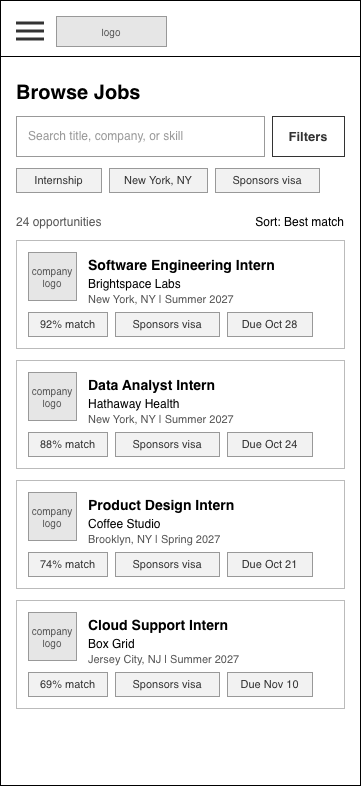 logo
Browse Jobs
Search title, company, or skill
Filters
Internship
New York, NY
Sponsors visa
24 opportunities
Sort: Best match
company
logo
Software Engineering Intern
Brightspace Labs
New York, NY | Summer 2027
92% match
Sponsors visa
Due Oct 28
company
logo
Data Analyst Intern
Hathaway Health
New York, NY | Summer 2027
88% match
Sponsors visa
Due Oct 24
company
logo
Product Design Intern
Coffee Studio
Brooklyn, NY | Spring 2027
74% match
Sponsors visa
Due Oct 21
company
logo
Cloud Support Intern
Box Grid
Jersey City, NJ | Summer 2027
69% match
Sponsors visa
Due Nov 10